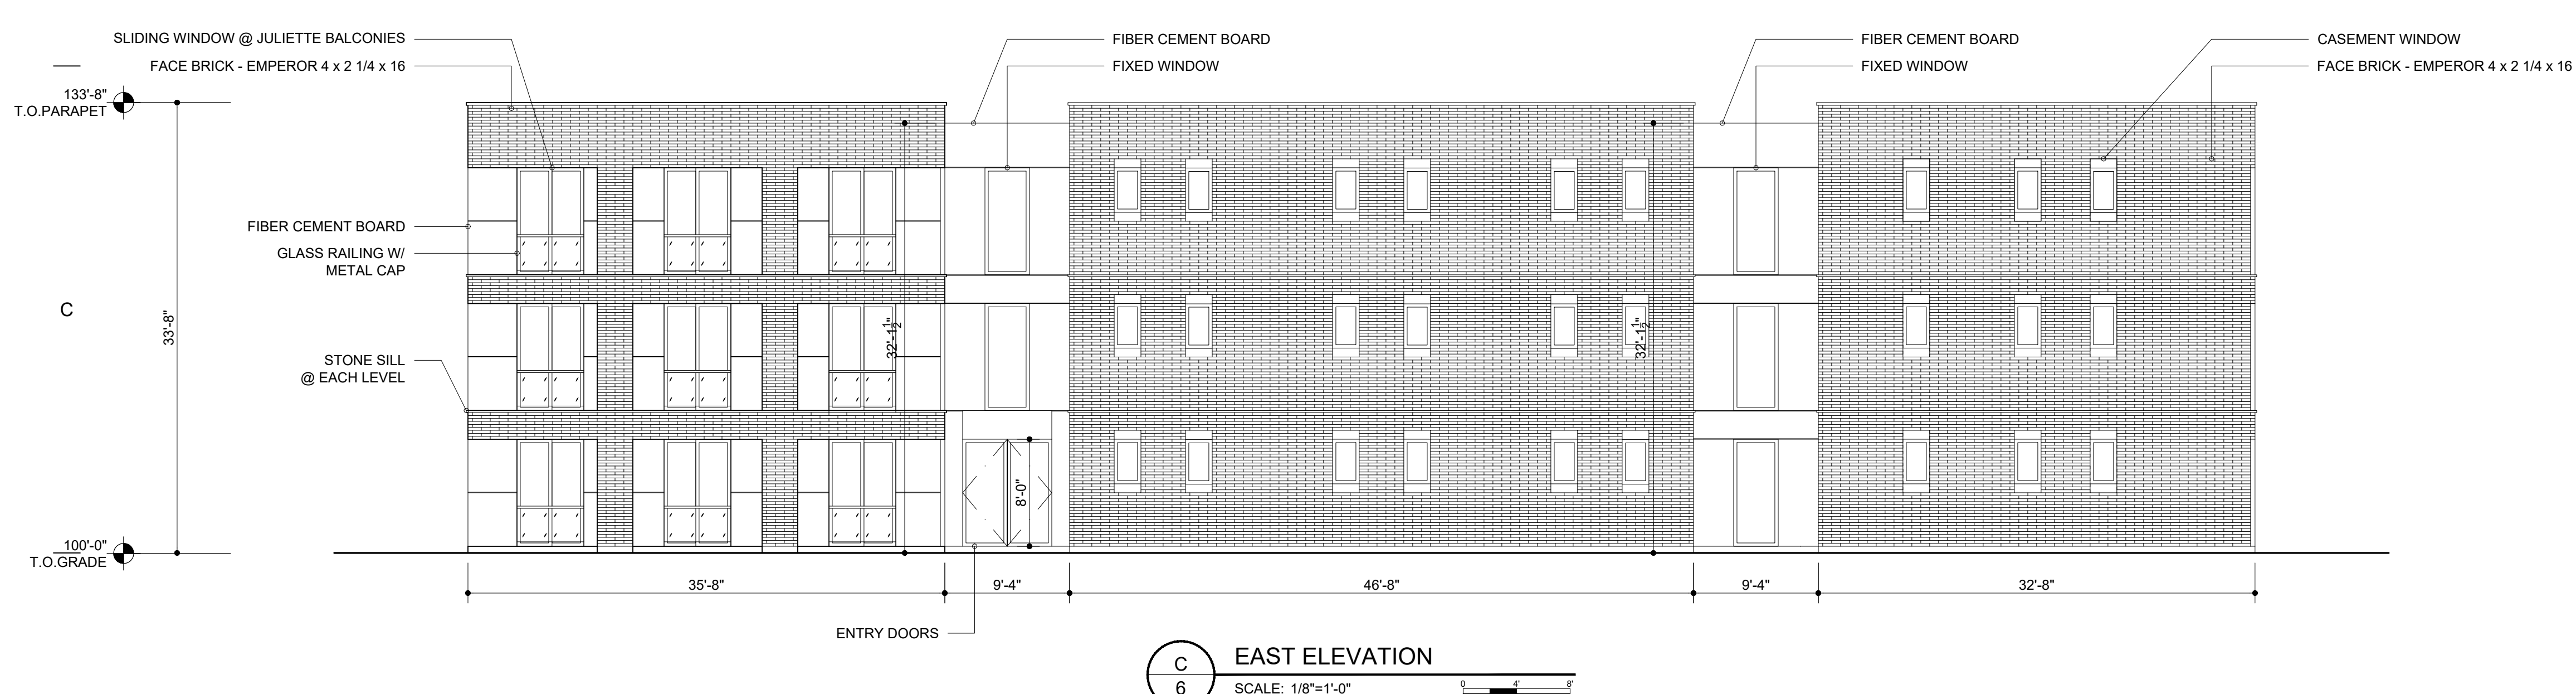 SLIDING WINDOW @ JULIETTE BALCONIES
FACE BRICK - EMPEROR 4 x 2 1/4 x 16
FIBER CEMENT BOARD
FIXED WINDOW
FIBER CEMENT BOARD
FIXED WINDOW
CASEMENT WINDOW
FACE BRICK - EMPEROR 4 x 2 1/4 x 16
133'-8"
T.O.PARAPET
FIBER CEMENT BOARD
GLASS RAILING W/
METAL CAP
C
33'-8"
32'-1 1/2"
32'-1 1/2"
STONE SILL
@ EACH LEVEL
8'-0"
100'-0"
T.O.GRADE
35'-8"
9'-4"
46'-8"
9'-4"
32'-8"
ENTRY DOORS
C
6
EAST ELEVATION
SCALE: 1/8"=1'-0"
0 4' 8'